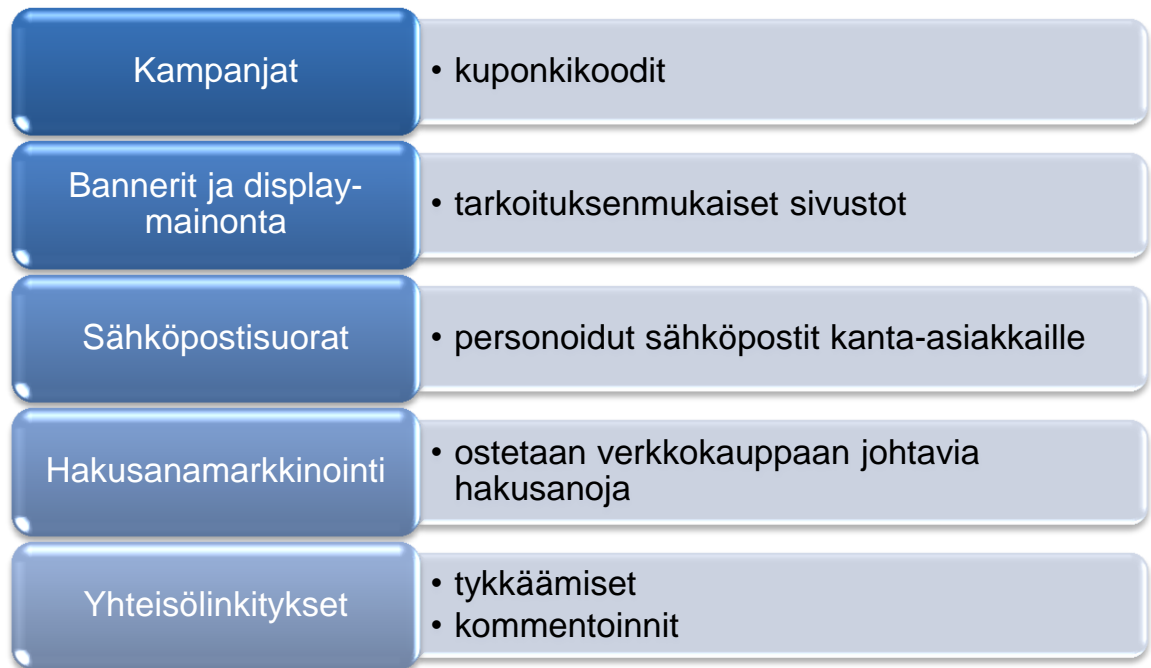 Kampanjat
• kuponkikoodit
Bannerit ja display-
mainonta
• tarkoituksenmukaiset sivustot
Sähköpostisuorat
• personoidut sähköpostit kanta-asiakkaille
Hakusanamarkkinointi
• ostetaan verkkokauppaan johtavia
hakusanoja
Yhteisölinkitykset
• tykkäämiset
• kommentoinnit